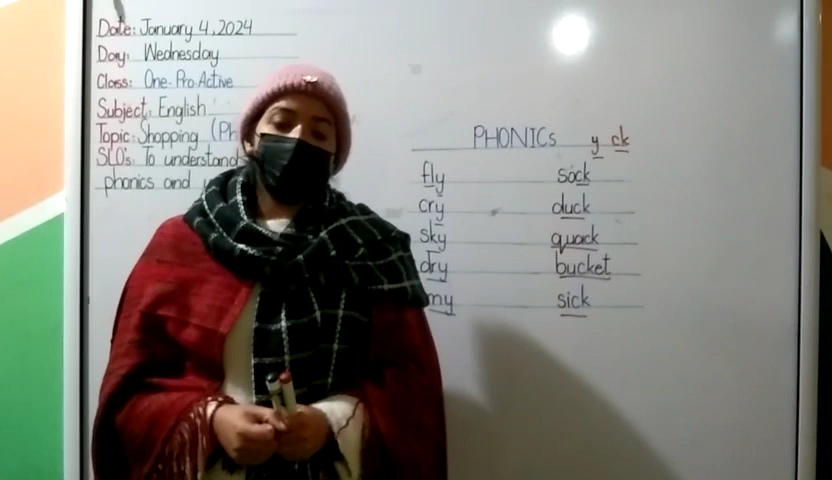 Date: January 4, 2024
Day: Wednesday
Class: One-Pro-Active
Subject: English
Topic: Shopping (Ph
SLO's: To understand
phonics and
PHONICs y ck
fly sock
cry duck
sky quack
dry bucket
my sick